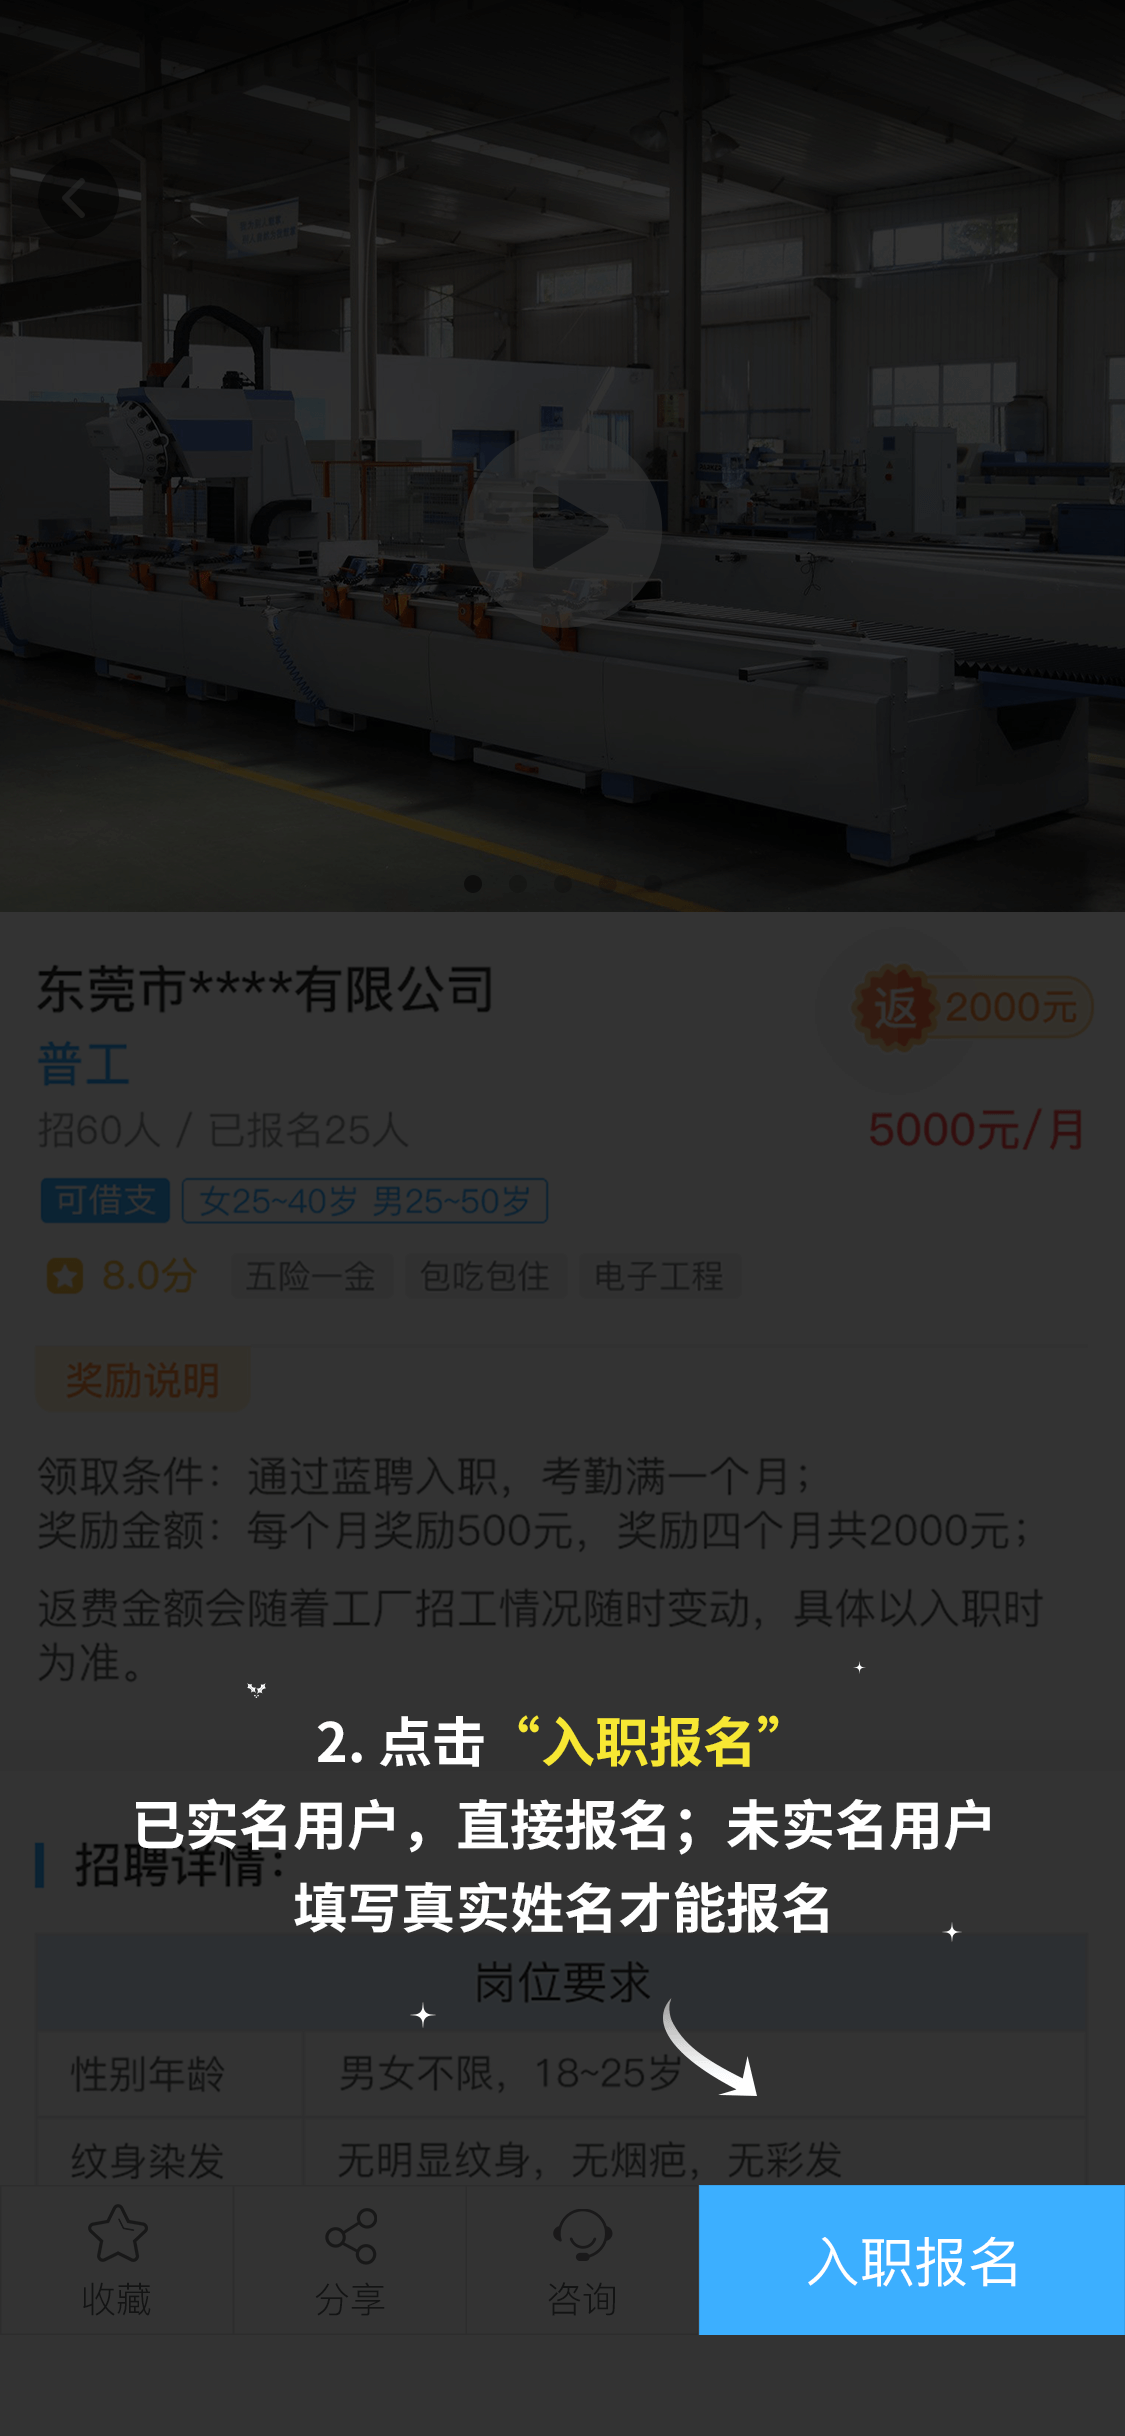 东莞市****有限公司
返 2000元
普工
招60人 / 已报名25人
5000元/月
可借支 女25~40岁 男25~50岁
8.0分 五险一金 包吃包住 电子工程
奖励说明
领取条件：通过蓝聘入职，考勤满一个月；
奖励金额：每个月奖励500元，奖励四个月共2000元；
返费金额会随着工厂招工情况随时变动，具体以入职时
为准。
2. 点击“入职报名”
已实名用户，直接报名；未实名用户
填写真实姓名才能报名
招聘详情：
岗位要求
性别年龄 男女不限，18~25岁
纹身染发 无明显纹身，无烟疤，无彩发
收藏 分享 咨询 入职报名